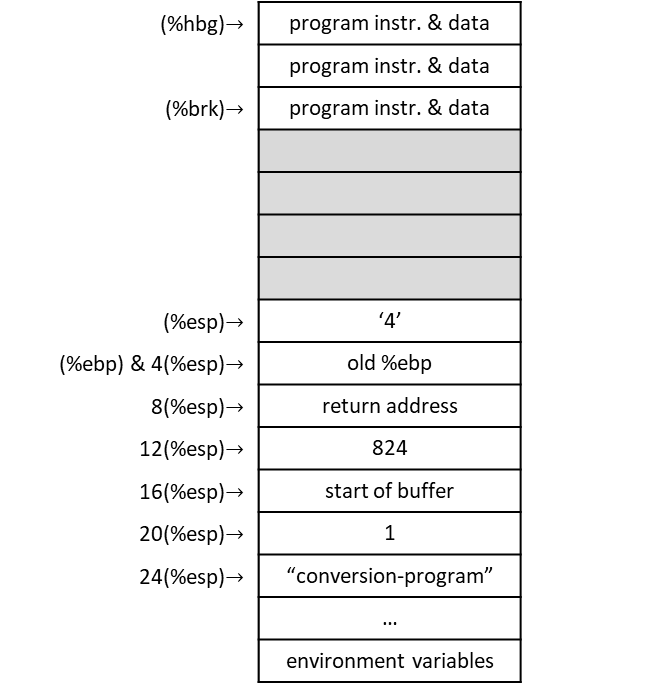 (%hbg)→ program instr. & data
program instr. & data
(%brk)→ program instr. & data
(%esp)→ ‘4’
(%ebp) & 4(%esp)→ old %ebp
8(%esp)→ return address
12(%esp)→ 824
16(%esp)→ start of buffer
20(%esp)→ 1
24(%esp)→ “conversion-program”
...
environment variables